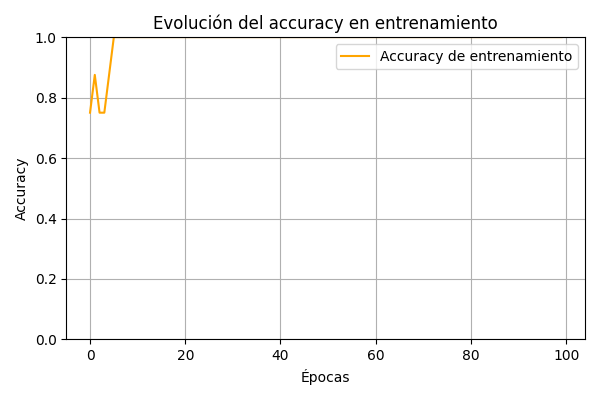 Evolución del accuracy en entrenamiento
Accuracy de entrenamiento
Accuracy
1.0
0.8
0.6
0.4
0.2
0.0
0 20 40 60 80 100
Épocas